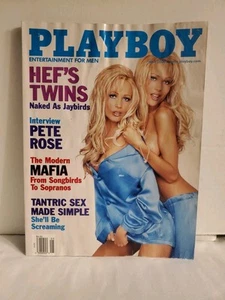 PLAYBOY
ENTERTAINMENT FOR MEN
HEF'S
TWINS
Naked As Jaybirds
Interview
PETE
ROSE
The Modern
MAFIA
From Songbirds
To Sopranos
TANTRIC SEX
MADE SIMPLE
She'll Be
Screaming